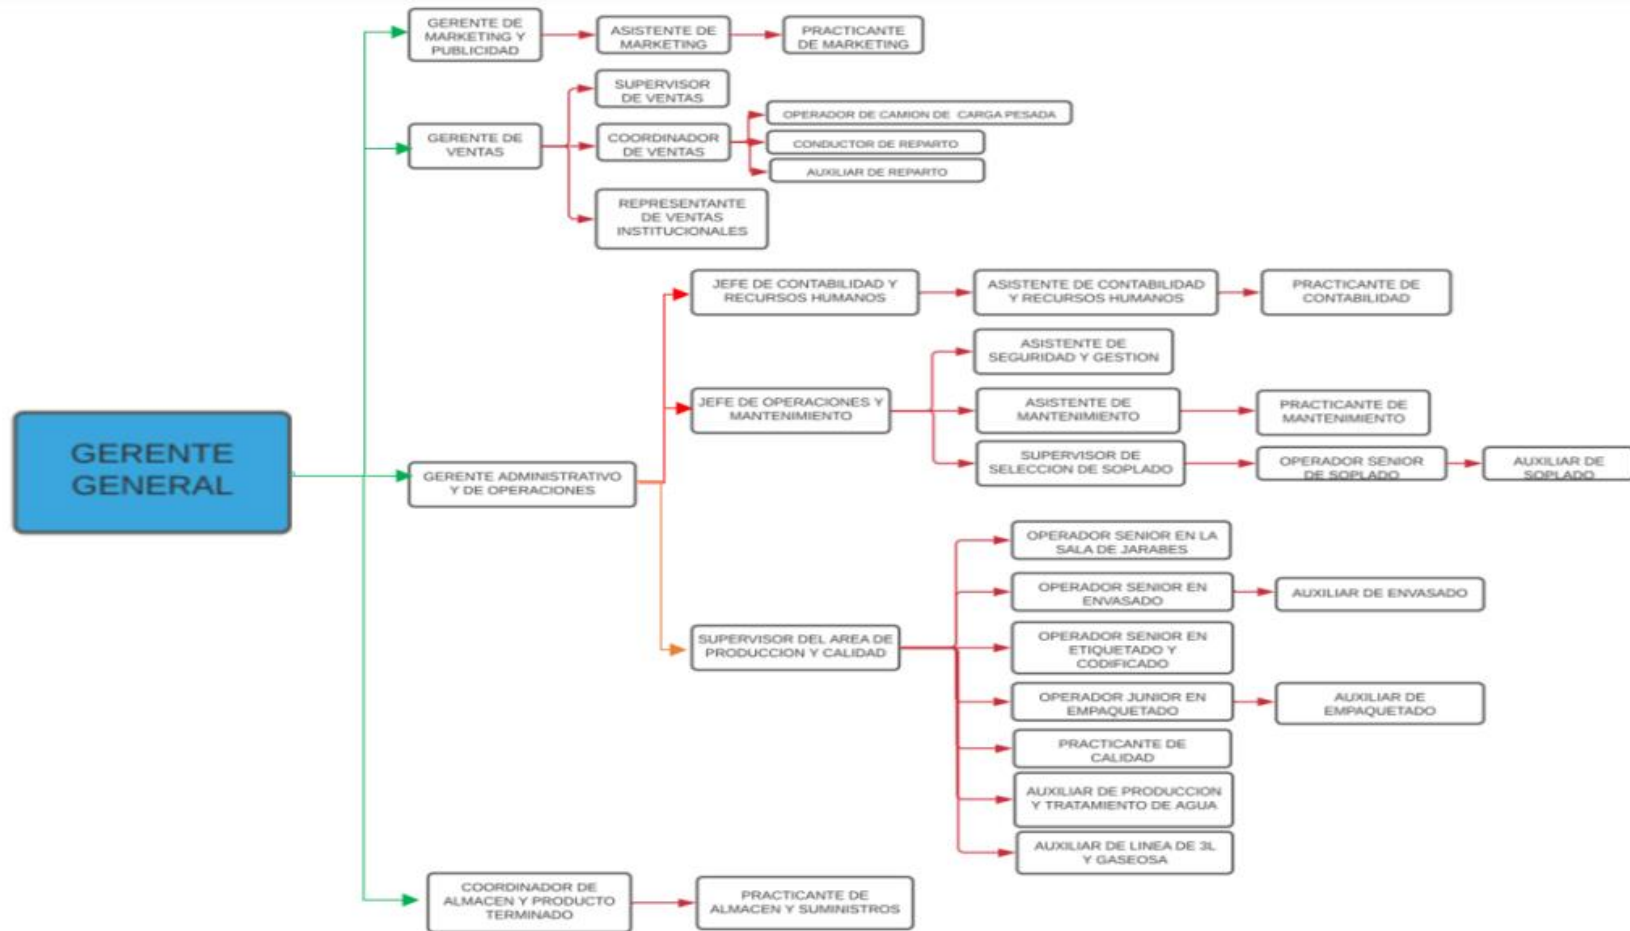 GERENTE DE
MARKETING Y
PUBLICIDAD
ASISTENTE DE
MARKETING
PRACTICANTE
DE MARKETING
SUPERVISOR
DE VENTAS
GERENTE DE
VENTAS
COORDINADOR
DE VENTAS
OPERADOR DE CAMION DE CARGA PESADA
CONDUCTOR DE REPARTO
AUXILIAR DE REPARTO
REPRESENTANTE
DE VENTAS
INSTITUCIONALES
JEFE DE CONTABILIDAD Y
RECURSOS HUMANOS
ASISTENTE DE CONTABILIDAD
Y RECURSOS HUMANOS
PRACTICANTE DE
CONTABILIDAD
ASISTENTE DE
SEGURIDAD Y GESTION
JEFE DE OPERACIONES Y
MANTENIMIENTO
ASISTENTE DE
MANTENIMIENTO
PRACTICANTE DE
MANTENIMIENTO
SUPERVISOR DE
SELECCION DE SOPLADO
OPERADOR SENIOR
DE SOPLADO
AUXILIAR DE
SOPLADO
GERENTE
GENERAL
GERENTE ADMINISTRATIVO
Y DE OPERACIONES
OPERADOR SENIOR EN LA
SALA DE JARABES
OPERADOR SENIOR EN
ENVASADO
AUXILIAR DE ENVASADO
SUPERVISOR DEL AREA DE
PRODUCCION Y CALIDAD
OPERADOR SENIOR EN
ETIQUETADO Y
CODIFICADO
OPERADOR JUNIOR EN
EMPAQUETADO
AUXILIAR DE
EMPAQUETADO
PRACTICANTE DE
CALIDAD
AUXILIAR DE PRODUCCION
Y TRATAMIENTO DE AGUA
AUXILIAR DE LINEA DE 3L
Y GASEOSA
COORDINADOR DE
ALMACEN Y PRODUCTO
TERMINADO
PRACTICANTE DE
ALMACEN Y SUMINISTROS